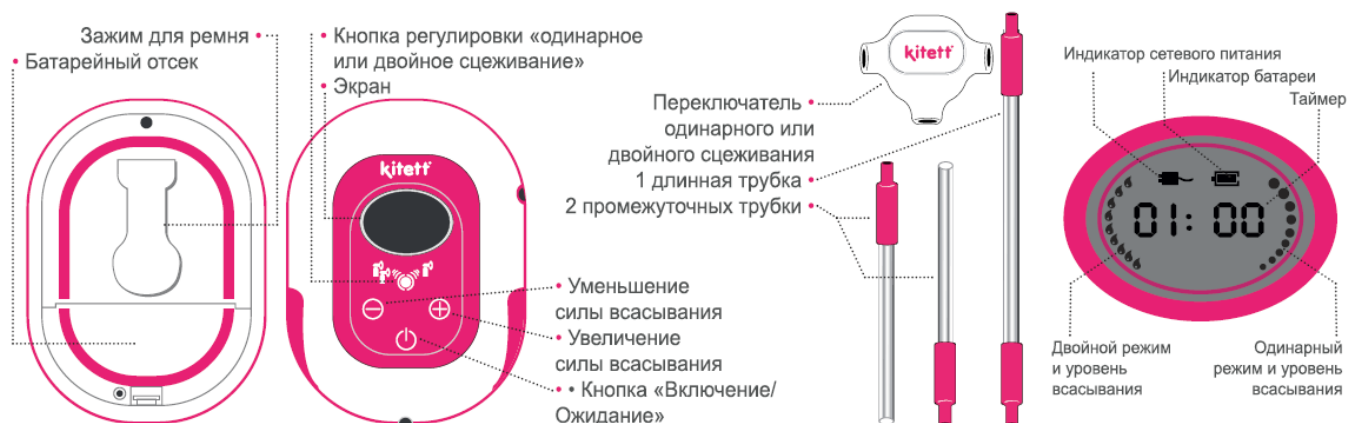 Зажим для ремня •
• Батарейный отсек
• Кнопка регулировки «одинарное
или двойное сцеживание»
• Экран
kitett
• Уменьшение
силы всасывания
• Увеличение
силы всасывания
• • Кнопка «Включение/
Ожидание»
kitett
Переключатель •
одинарного или
двойного сцеживания
1 длинная трубка •
2 промежуточных трубки •
Индикатор сетевого питания
Индикатор батареи
Таймер
01: 00
Двойной режим
и уровень
всасывания
Одинарный
режим и уровень
всасывания